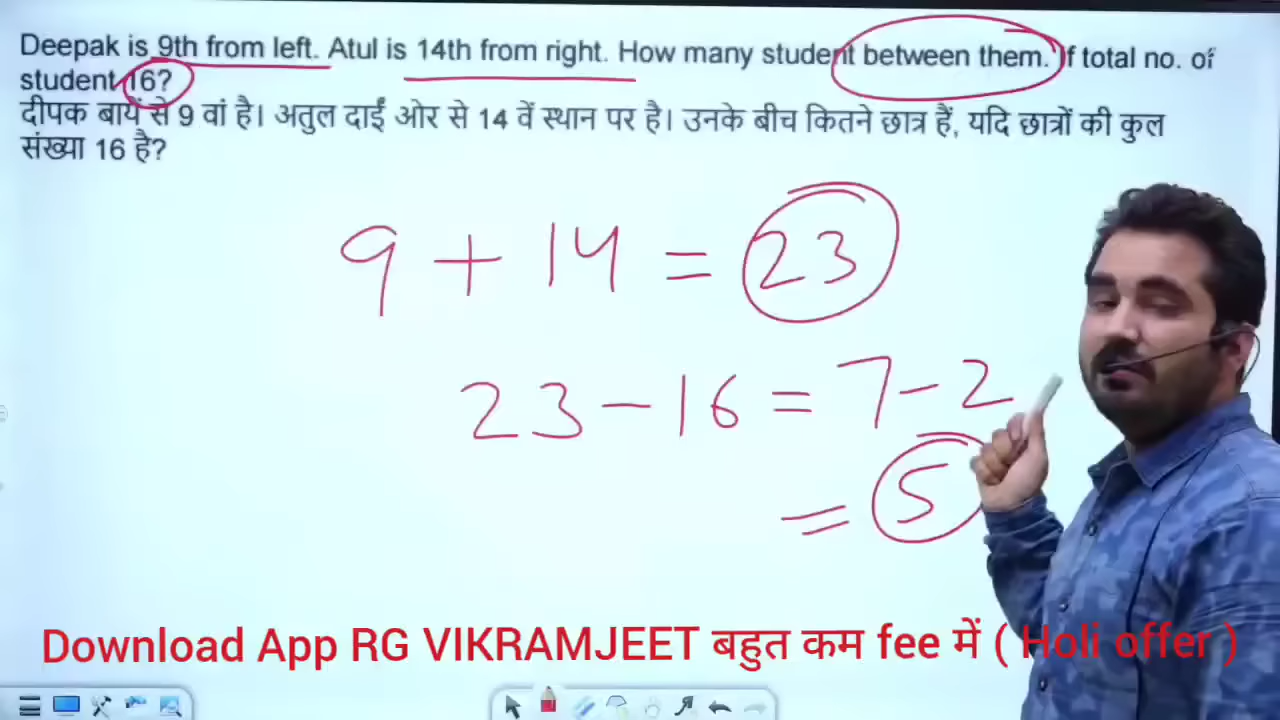 Deepak is 9th from left. Atul is 14th from right. How many student between them. If total no. of
student 16?
दीपक बायें से 9 वां है। अतुल दाईं ओर से 14 वें स्थान पर है। उनके बीच कितने छात्र हैं, यदि छात्रों की कुल
संख्या 16 है?
9 + 14 = 23
23 - 16 = 7 - 2
= 5
Download App RG VIKRAMJEET बहुत कम fee में ( Holi offer )